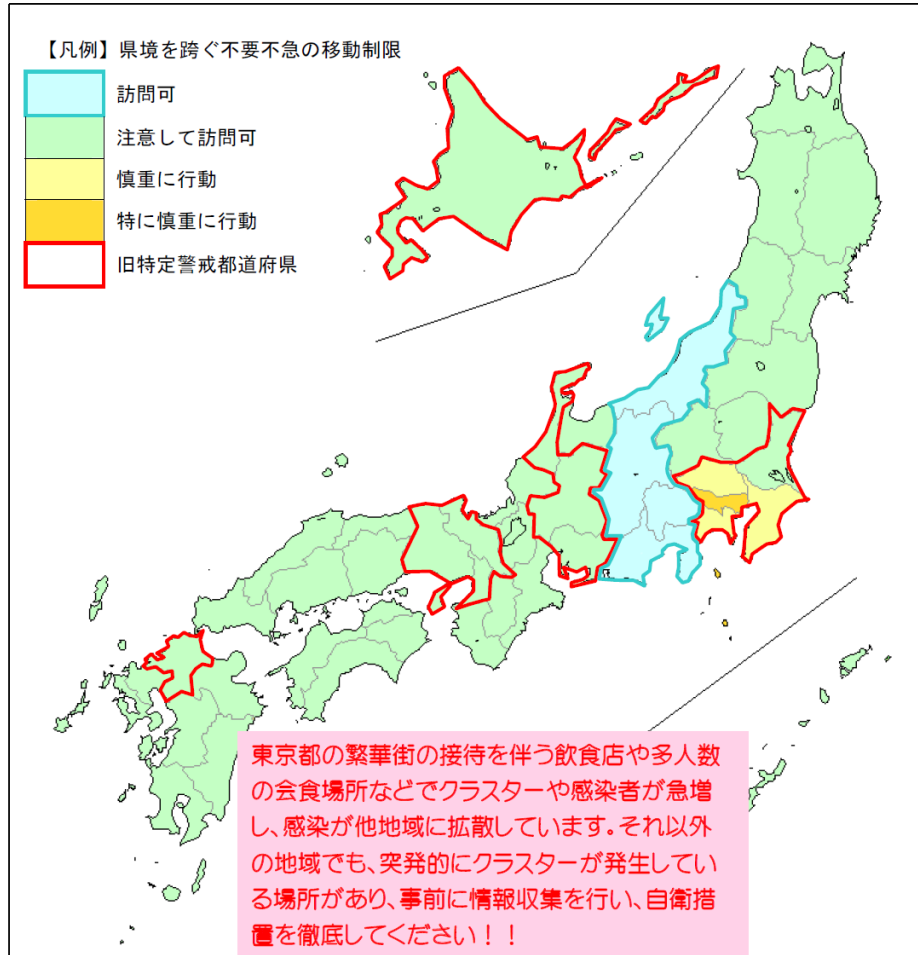 【凡例】県境を跨ぐ不要不急の移動制限
訪問可
注意して訪問可
慎重に行動
特に慎重に行動
旧特定警戒都道府県
東京都の繁華街の接待を伴う飲食店や多人数
の会食場所などでクラスターや感染者が急増
し、感染が他地域に拡散しています。それ以外
の地域でも、突発的にクラスターが発生してい
る場所があり、事前に情報収集を行い、自衛措
置を徹底してください！！